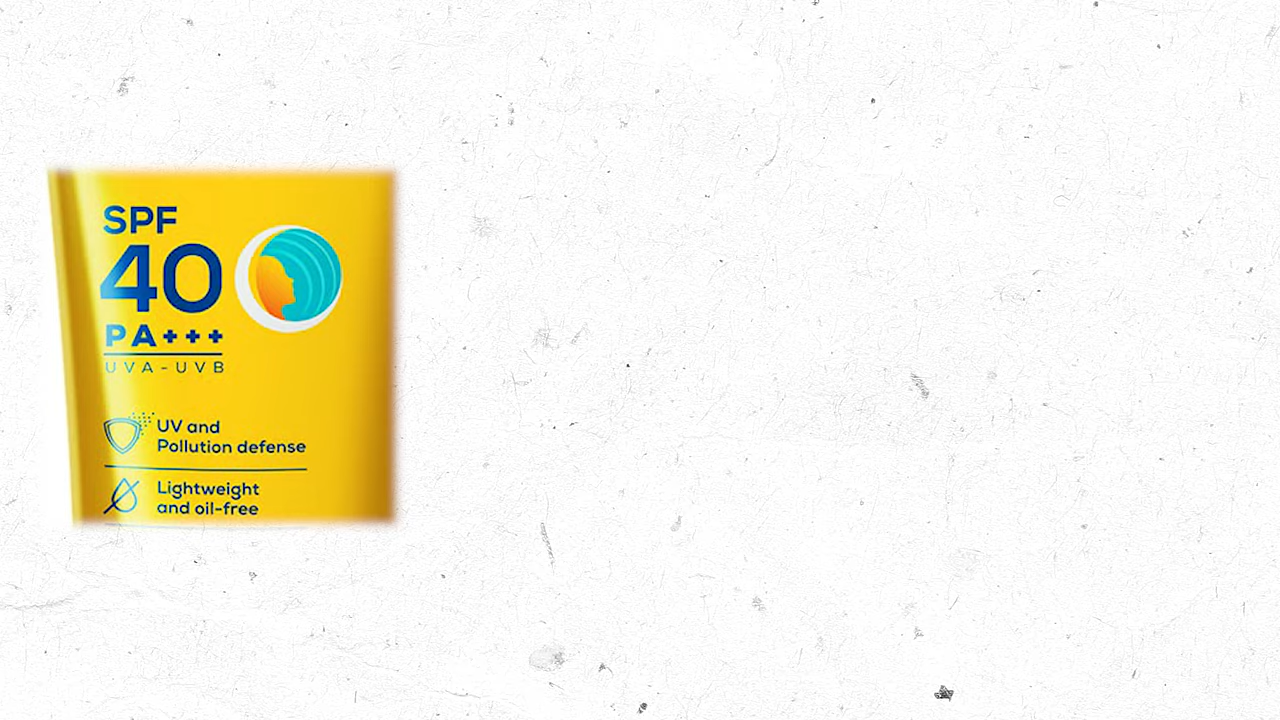 SPF
40
PA+++
UVA-UVB
UV and
Pollution defense
Lightweight
and oil-free